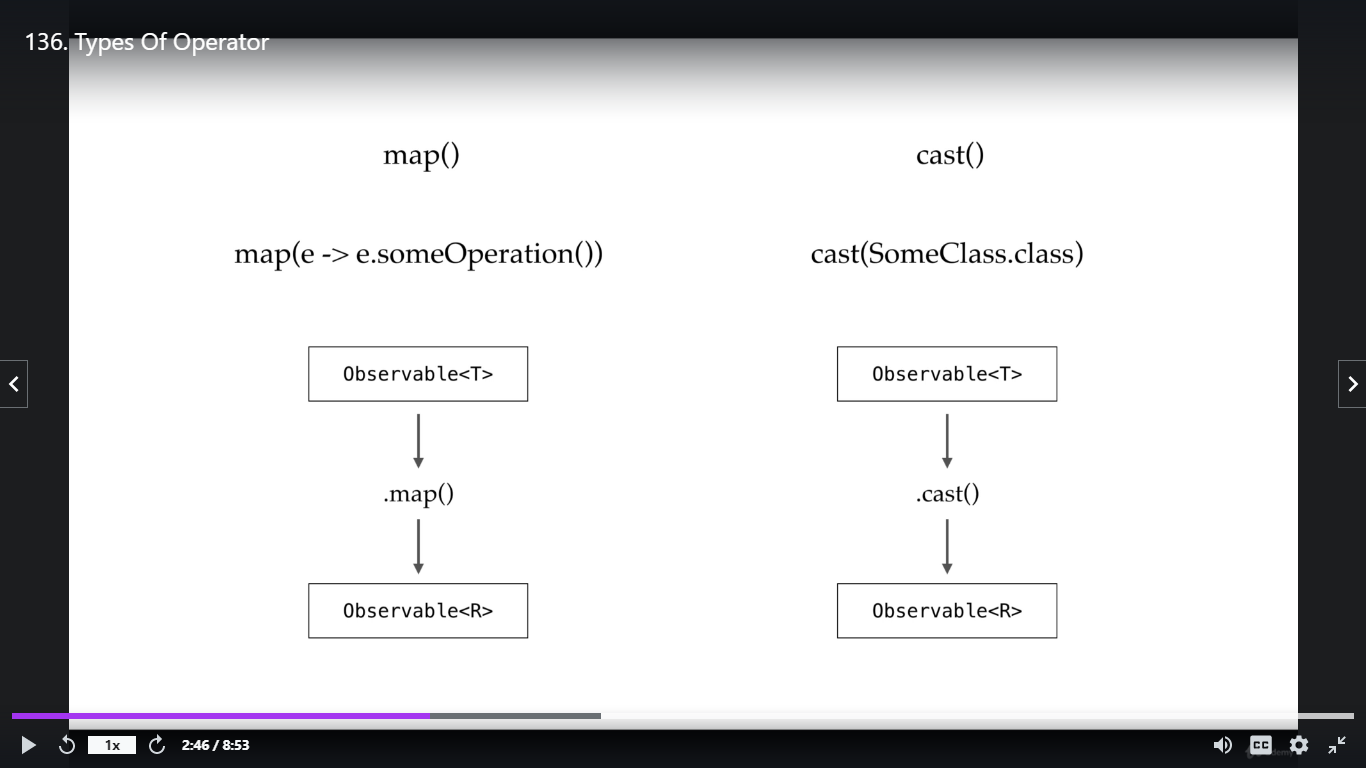 136. Types Of Operator
map()
cast()
map(e -> e.someOperation())
cast(SomeClass.class)
Observable<T>
Observable<T>
.map()
.cast()
Observable<R>
Observable<R>
1x
2:46 / 8:53
CC